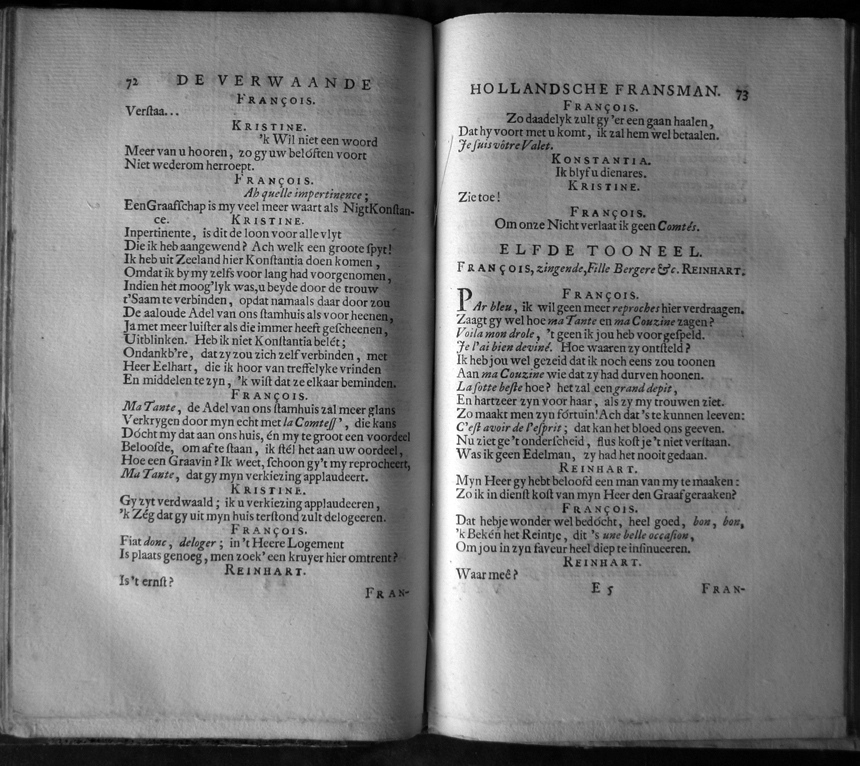 72 DE VERWAANDE
FRANÇOIS.
Verſtaa...
KRISTINE.
'k Wil niet een woord
Meer van u hooren, zo gy uw belóften voort
Niet wederom herroept.
FRANÇOIS.
Ah quelle impertinence;
Een Graafſchap is my veel meer waart als Nigt Konſtan-
ce. KRISTINE.
Inpertinente, is dit de loon voor alle vlyt
Die ik heb aangewend? Ach welk een groote ſpyt!
Ik heb uit Zeeland hier Konſtantia doen komen,
Omdat ik by my zelfs voor lang had voorgenomen,
Indien het moog'lyk was, u beyde door de trouw
t'Saam te verbinden, opdat namaals daar door zou
De aaloude Adel van ons ſtamhuis als voor heenen,
Ja met meer luiſter als die immer heeft geſcheenen,
Uitblinken. Heb ik niet Konſtantia belét;
Ondankb're, dat zy zou zich zelf verbinden, met
Heer Eelhart, die ik hoor van treffelyke vrinden
En middelen te zyn, 'k wiſt dat ze elkaar beminden.
FRANÇOIS.
Ma Tante, de Adel van ons ſtamhuis zal meer glans
Verkrygen door myn echt met la Comteſſ', die kans
Dócht my dat aan ons huis, én my te groot een voordeel
Beloofde, om af te ſtaan, ik ſtél het aan uw oordeel,
Hoe een Graavin? Ik weet, ſchoon gy't my reprocheert,
Ma Tante, dat gy myn verkiezing applaudeert.
KRISTINE.
Gy zyt verdwaald; ik u verkiezing applaudeeren,
'k Zég dat gy uit myn huis terſtond zult delogeeren.
FRANÇOIS.
Fiat donc, deloger; in 't Heere Logement
Is plaats genoeg, men zoek' een kruyer hier omtrent?
REINHART.
Is 't ernſt?
FRAN-
HOLLANDSCHE FRANSMAN. 73
FRANÇOIS.
Zo daadelyk zult gy 'er een gaan haalen,
Dat hy voort met u komt, ik zal hem wel betaalen.
Je ſuis vôtre Valet.
KONSTANTIA.
Ik blyf u dienares.
KRISTINE.
Zie toe!
FRANÇOIS.
Om onze Nicht verlaat ik geen Comtés.
ELFDE TOONEEL.
FRANÇOIS, zingende, Fille Bergere &c. REINHART.
FRANÇOIS.
PAr bleu, ik wil geen meer reproches hier verdraagen.
Zaagt gy wel hoe ma Tante en ma Couzine zagen?
Voila mon drole, 't geen ik jou heb voorgeſpeld.
Je l'ai bien deviné. Hoe waaren zy ontſteld?
Ik heb jou wel gezeid dat ik noch eens zou toonen
Aan ma Couzine wie dat zy had durven hoonen.
La ſotte beſte hoe? het zal een grand depit,
En hartzeer zyn voor haar, als zy my trouwen ziet.
Zo maakt men zyn fórtuin! Ach dat 's te kunnen leeven:
C'eſt avoir de l'eſprit; dat kan het bloed ons geeven.
Nu ziet ge 't onderſcheid, ſlus koſt je 't niet verſtaan.
Was ik geen Edelman, zy had het nooit gedaan.
REINHART.
Myn Heer gy hebt beloofd een man van my te maaken:
Zo ik in dienſt koſt van myn Heer den Graaf geraaken?
FRANÇOIS.
Dat heb je wonder wel bedócht, heel goed, bon, bon,
'k Bekén het Reintje, dit 's une belle occaſion,
Om jou in zyn faveur heel diep te inſinueeren.
REINHART.
Waar meê?
E 5 FRAN-